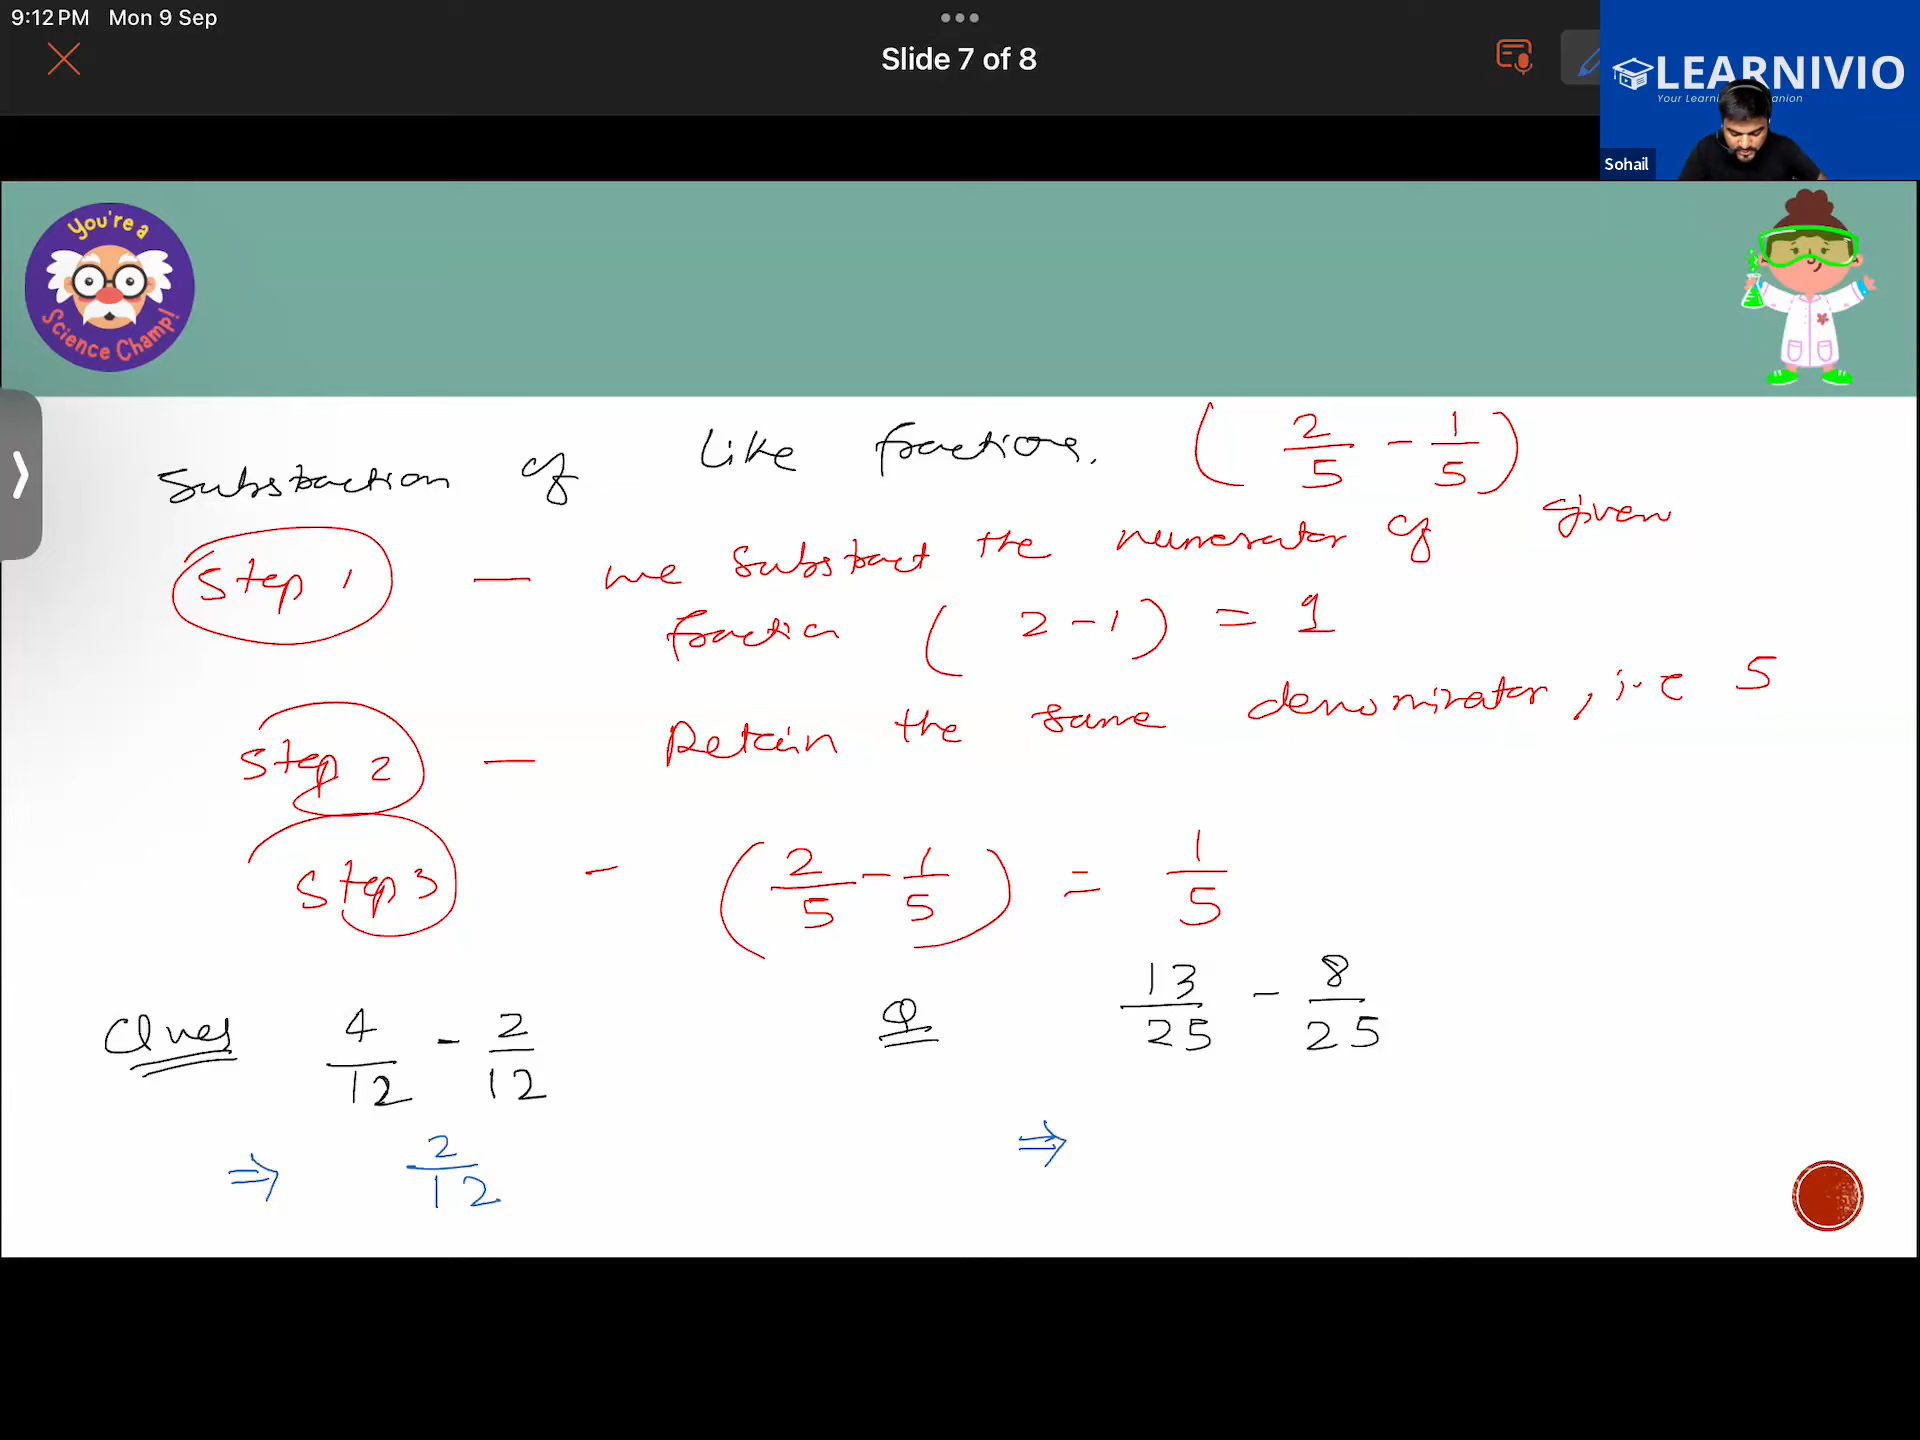 9:12 PM Mon 9 Sep
Slide 7 of 8
LEARNIVIO
Your Learni anion
Sohail
You're a
Science Champ!
Substraction of Like fractions. ( 2/5 - 1/5 )
Step 1 — we substract the numerator of given
fraction ( 2 - 1 ) = 1
Step 2 — Retain the same denominator, i.e 5
Step 3 - ( 2/5 - 1/5 ) = 1/5
4/12 - 2/12 Q 13/25 - 8/25
⇒ 2/12 ⇒